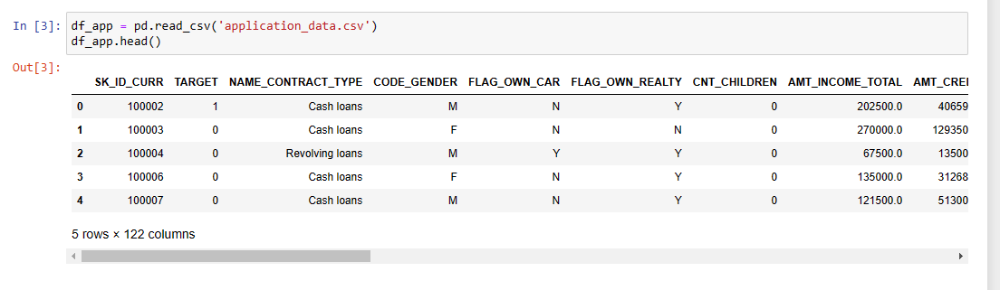 In [3]: df_app = pd.read_csv('application_data.csv')
df_app.head()
Out[3]:
SK_ID_CURR TARGET NAME_CONTRACT_TYPE CODE_GENDER FLAG_OWN_CAR FLAG_OWN_REALTY CNT_CHILDREN AMT_INCOME_TOTAL AMT_CREI
0 100002 1 Cash loans M N Y 0 202500.0 40659
1 100003 0 Cash loans F N N 0 270000.0 129350
2 100004 0 Revolving loans M Y Y 0 67500.0 13500
3 100006 0 Cash loans F N Y 0 135000.0 31268
4 100007 0 Cash loans M N Y 0 121500.0 51300
5 rows × 122 columns